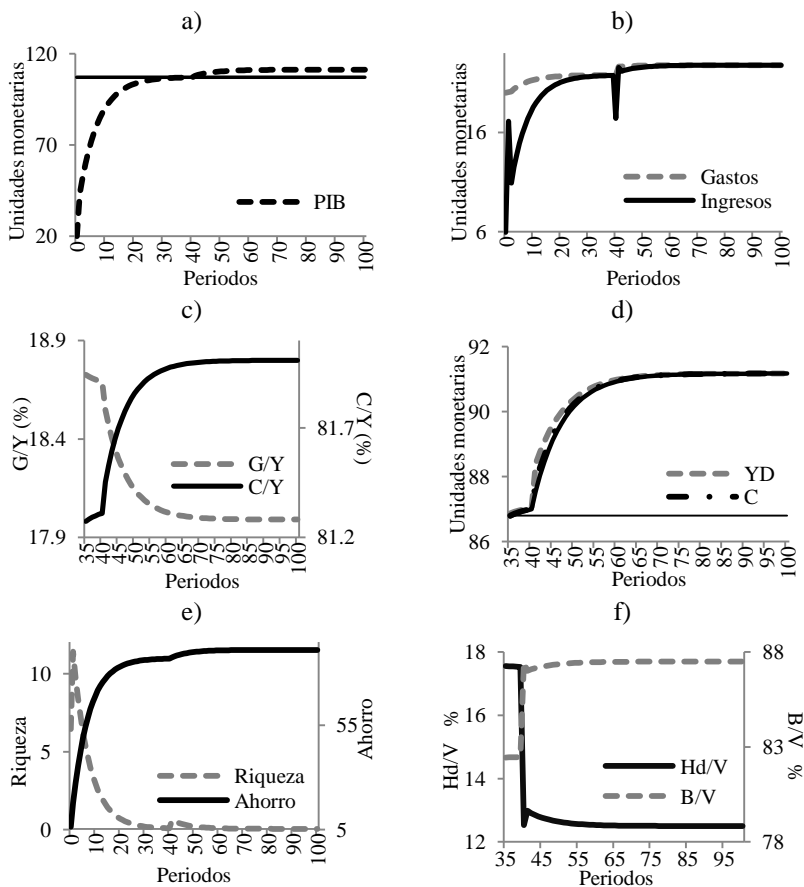 a)
120
70
20
Unidades monetarias
PIB
0 10 20 30 40 50 60 70 80 90 100
Periodos
b)
16
6
Unidades monetarias
Gastos
Ingresos
0 10 20 30 40 50 60 70 80 90 100
Periodos
c)
18.9
18.4
17.9
G/Y (%)
81.7
81.2
C/Y (%)
G/Y
C/Y
35 40 45 50 55 60 65 70 75 80 85 90 95 100
Periodos
d)
91
86
Unidades monetarias
YD
C
35 40 45 50 55 60 65 70 75 80 85 90 95 100
Periodos
e)
10
5
0
Riqueza
55
5
Ahorro
Riqueza
Ahorro
0 10 20 30 40 50 60 70 80 90 100
Periodos
f)
18
16
14
12
Hd/V %
88
83
78
B/V %
Hd/V
B/V
35 45 55 65 75 85 95
Periodos